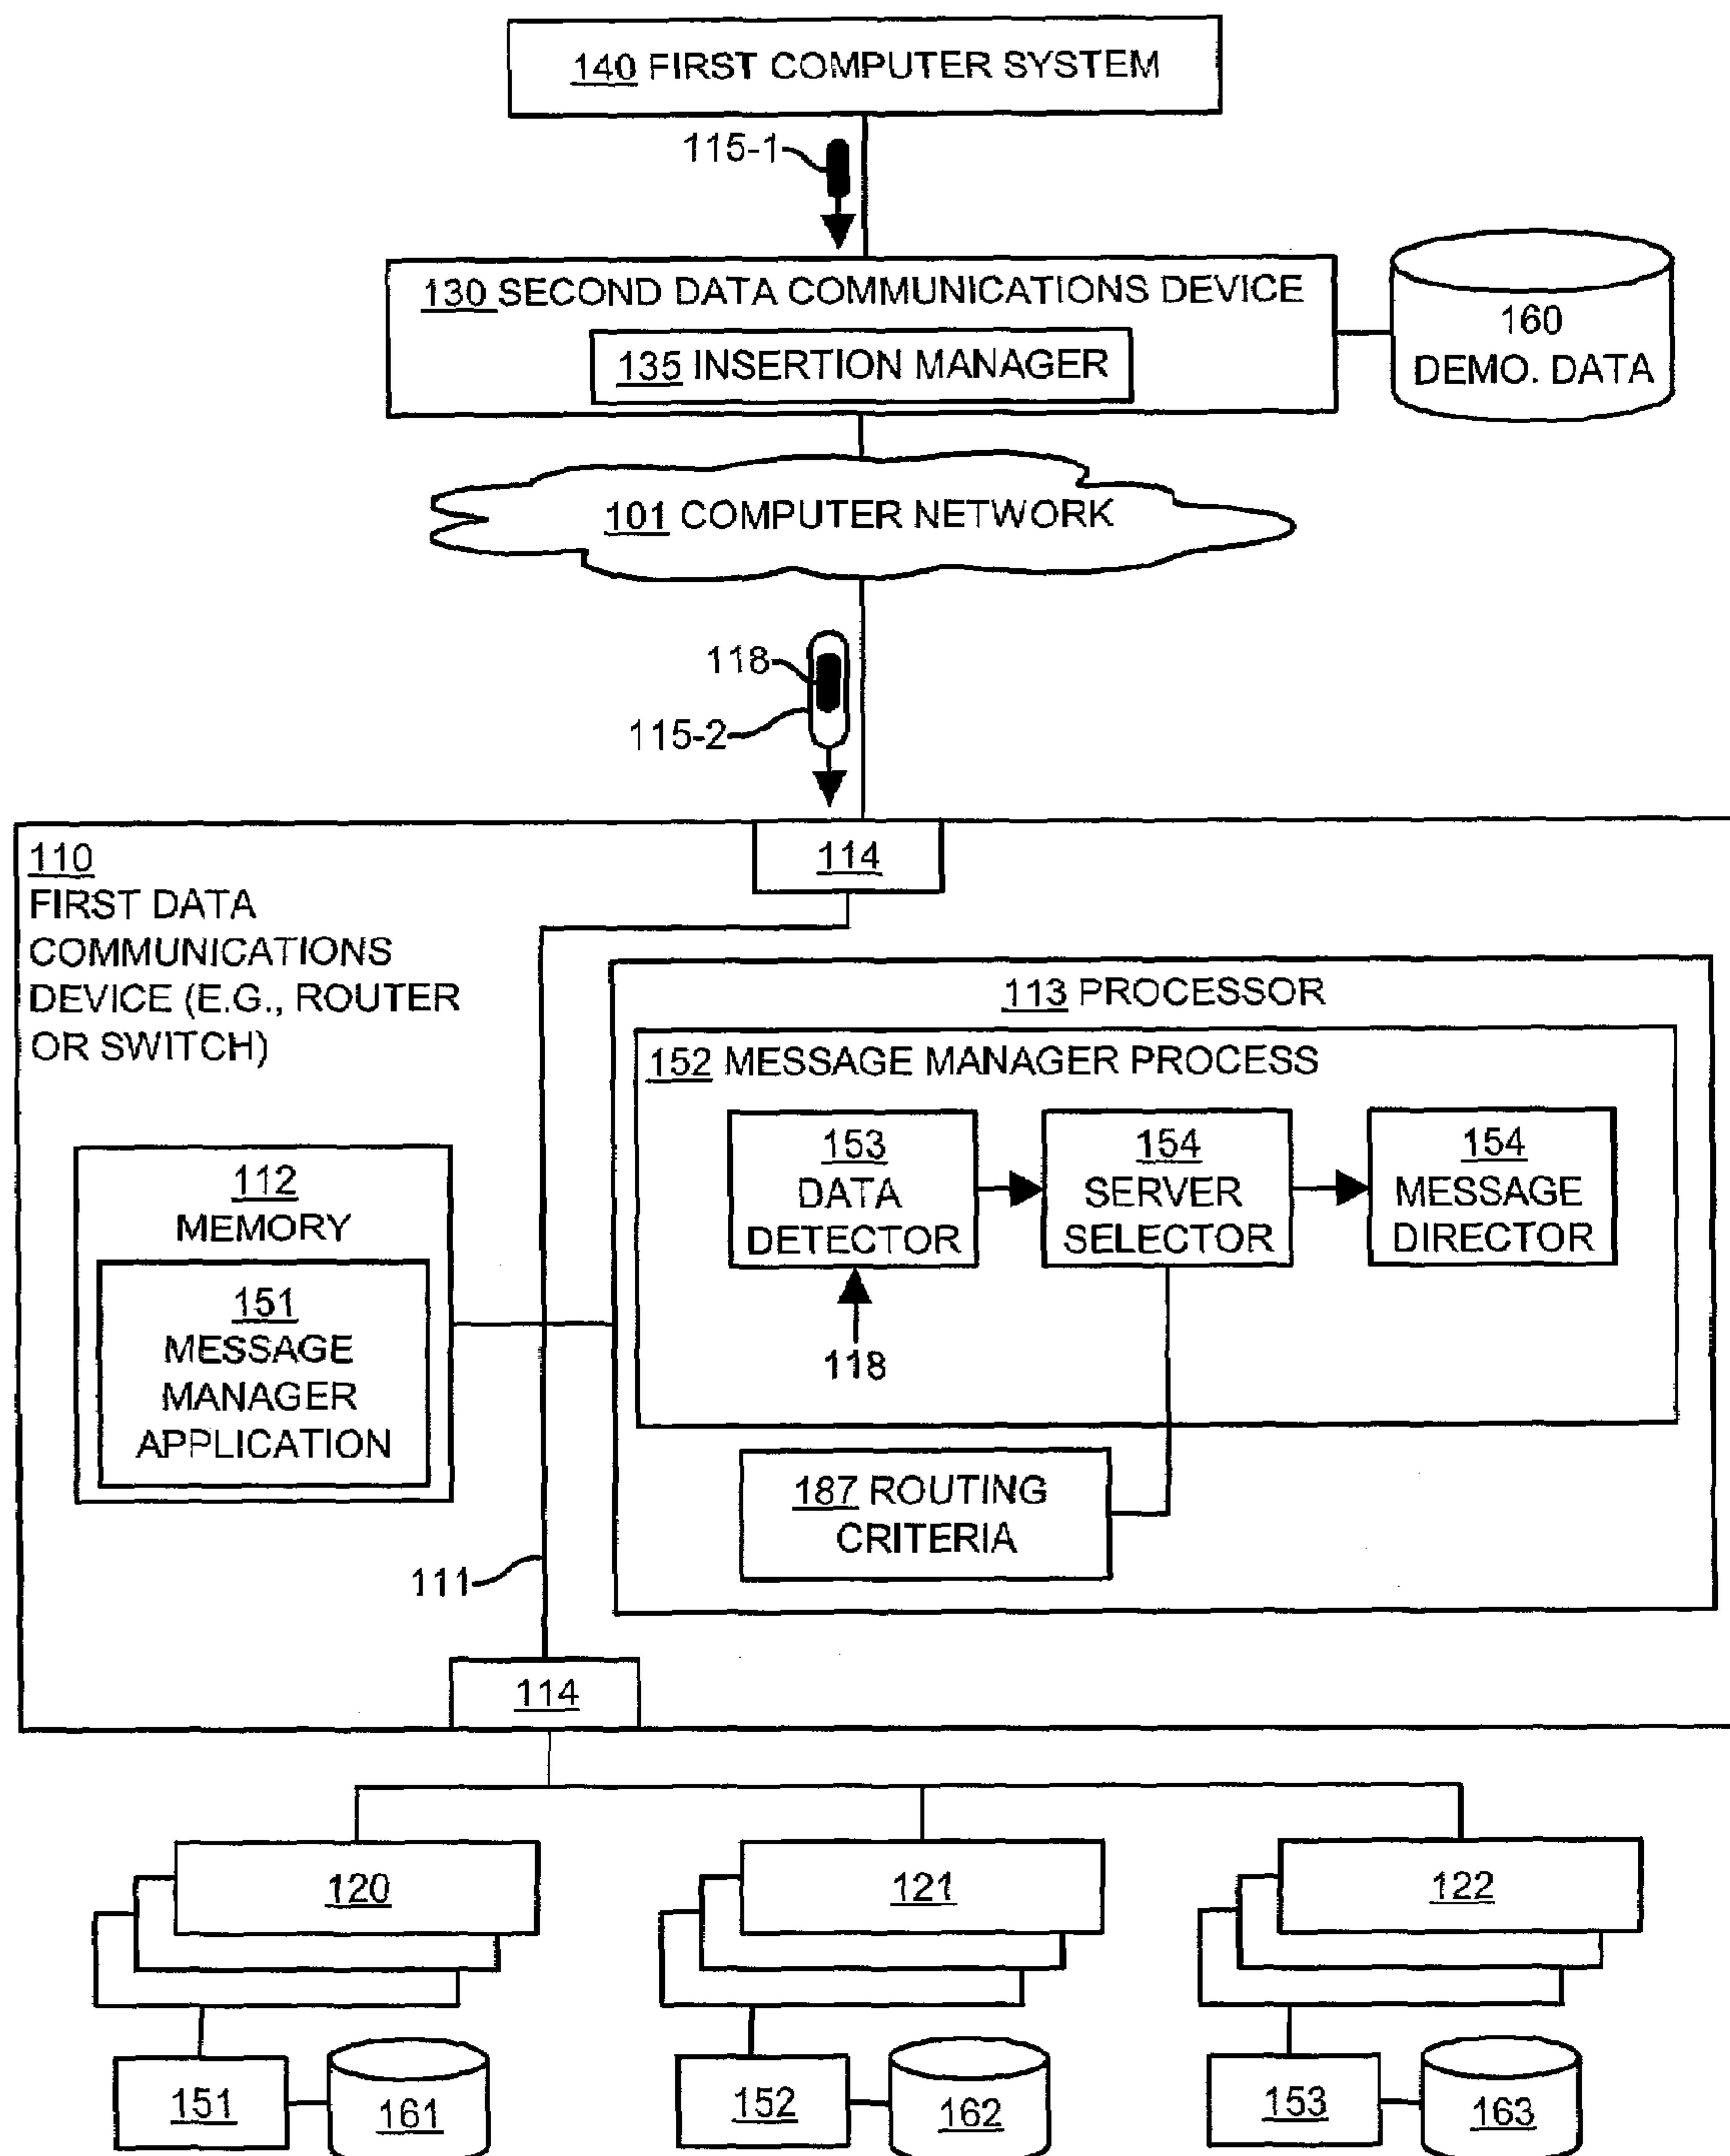 140 FIRST COMPUTER SYSTEM
115-1
130 SECOND DATA COMMUNICATIONS DEVICE
135 INSERTION MANAGER
160
DEMO. DATA
101 COMPUTER NETWORK
118
115-2
114
110
FIRST DATA
COMMUNICATIONS
DEVICE (E.G., ROUTER
OR SWITCH)
113 PROCESSOR
152 MESSAGE MANAGER PROCESS
153
DATA
DETECTOR
154
SERVER
SELECTOR
154
MESSAGE
DIRECTOR
118
112
MEMORY
151
MESSAGE
MANAGER
APPLICATION
187 ROUTING
CRITERIA
111
114
120
121
122
151
161
152
162
153
163